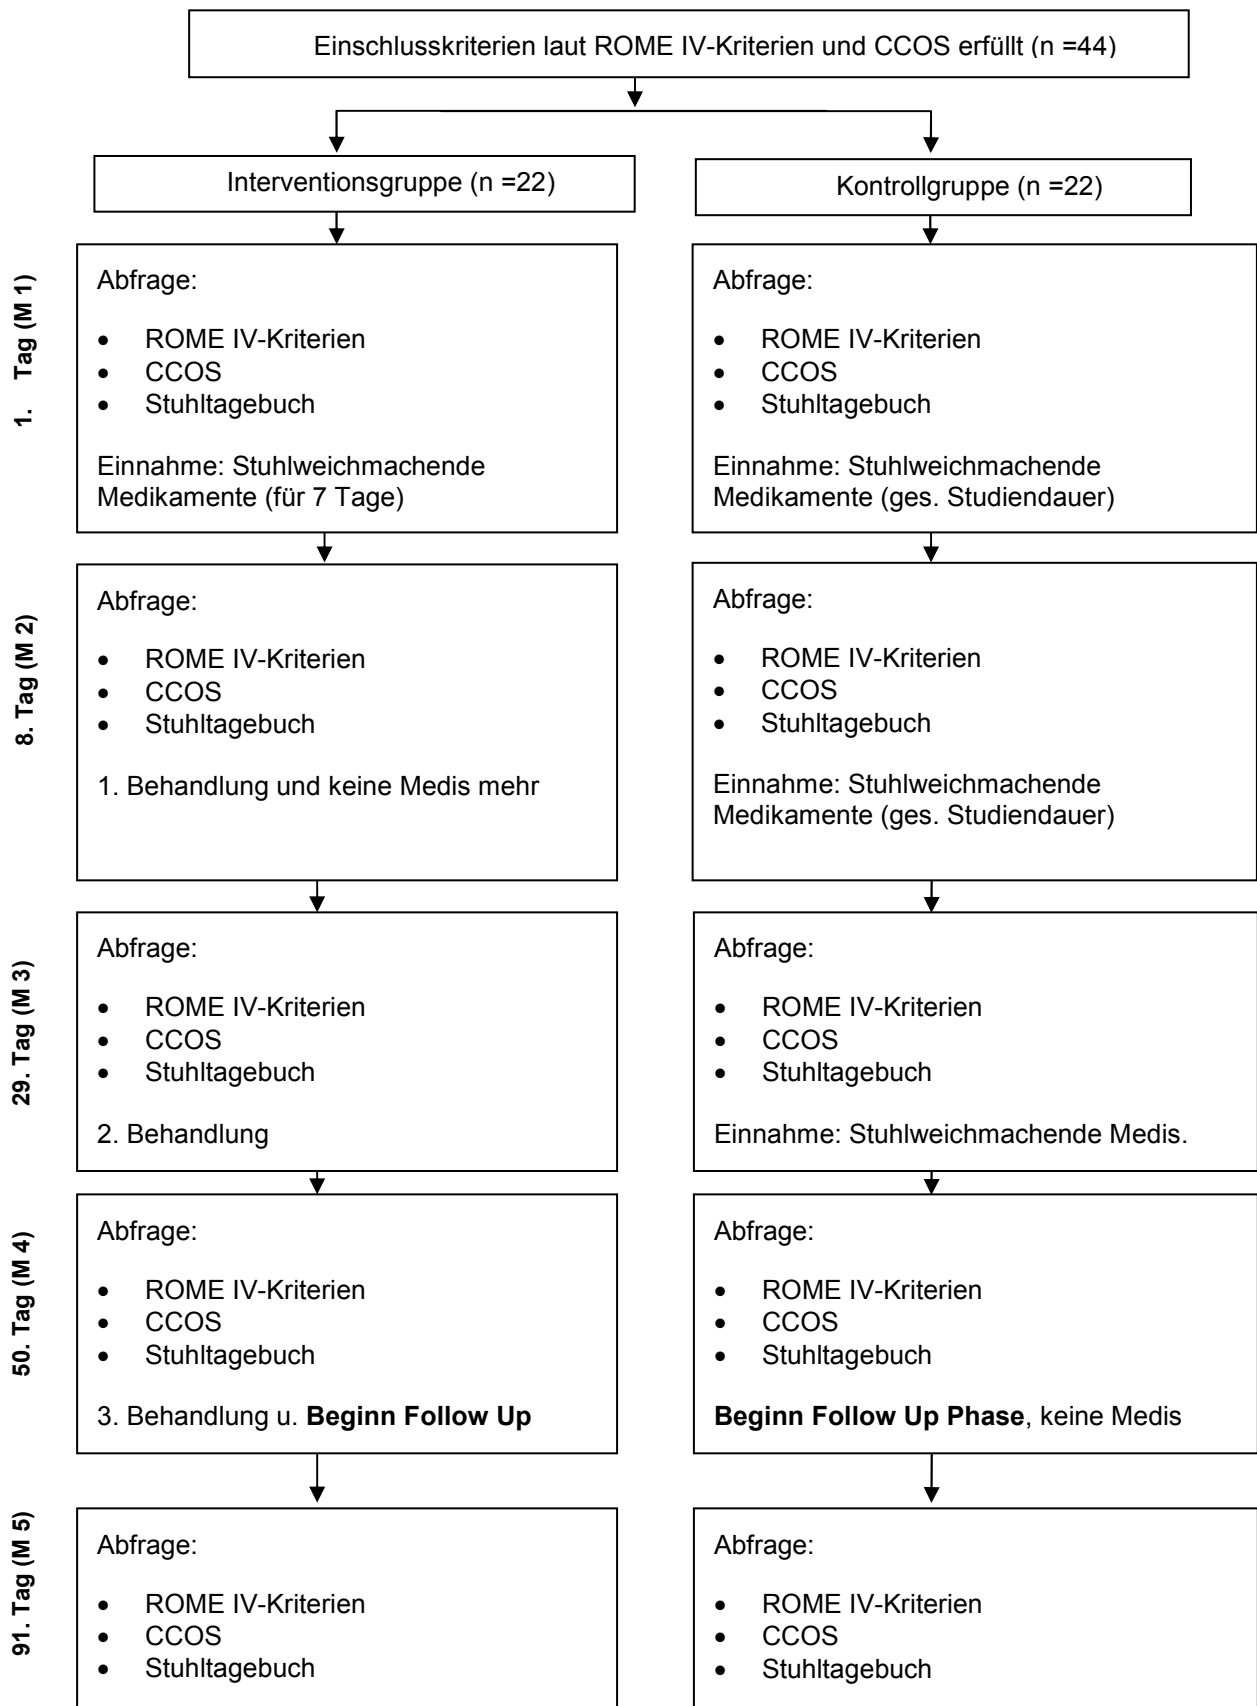 Einschlusskriterien laut ROME IV-Kriterien und CCOS erfüllt (n =44)
Interventionsgruppe (n =22)
Kontrollgruppe (n =22)
1. Tag (M 1)
Abfrage:
• ROME IV-Kriterien
• CCOS
• Stuhltagebuch
Einnahme: Stuhlweichmachende
Medikamente (für 7 Tage)
Abfrage:
• ROME IV-Kriterien
• CCOS
• Stuhltagebuch
Einnahme: Stuhlweichmachende
Medikamente (ges. Studiendauer)
8. Tag (M 2)
Abfrage:
• ROME IV-Kriterien
• CCOS
• Stuhltagebuch
1. Behandlung und keine Medis mehr
Abfrage:
• ROME IV-Kriterien
• CCOS
• Stuhltagebuch
Einnahme: Stuhlweichmachende
Medikamente (ges. Studiendauer)
29. Tag (M 3)
Abfrage:
• ROME IV-Kriterien
• CCOS
• Stuhltagebuch
2. Behandlung
Abfrage:
• ROME IV-Kriterien
• CCOS
• Stuhltagebuch
Einnahme: Stuhlweichmachende Medis.
50. Tag (M 4)
Abfrage:
• ROME IV-Kriterien
• CCOS
• Stuhltagebuch
3. Behandlung u. Beginn Follow Up
Abfrage:
• ROME IV-Kriterien
• CCOS
• Stuhltagebuch
Beginn Follow Up Phase, keine Medis
91. Tag (M 5)
Abfrage:
• ROME IV-Kriterien
• CCOS
• Stuhltagebuch
Abfrage:
• ROME IV-Kriterien
• CCOS
• Stuhltagebuch